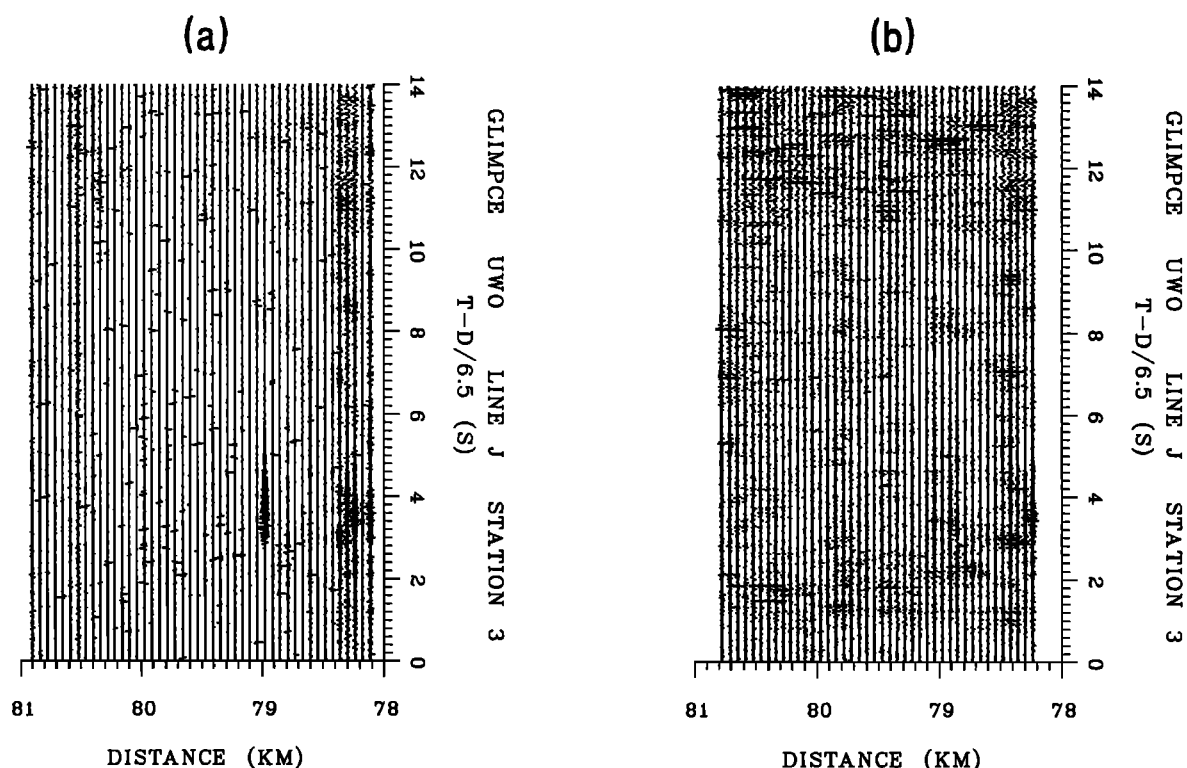 (a)
(b)
GLIMPCE UWO LINE J STATION 3
T-D/6.5 (S)
14
12
10
8
6
4
2
0
81 80 79 78
DISTANCE (KM)
GLIMPCE UWO LINE J STATION 3
T-D/6.5 (S)
14
12
10
8
6
4
2
0
81 80 79 78
DISTANCE (KM)